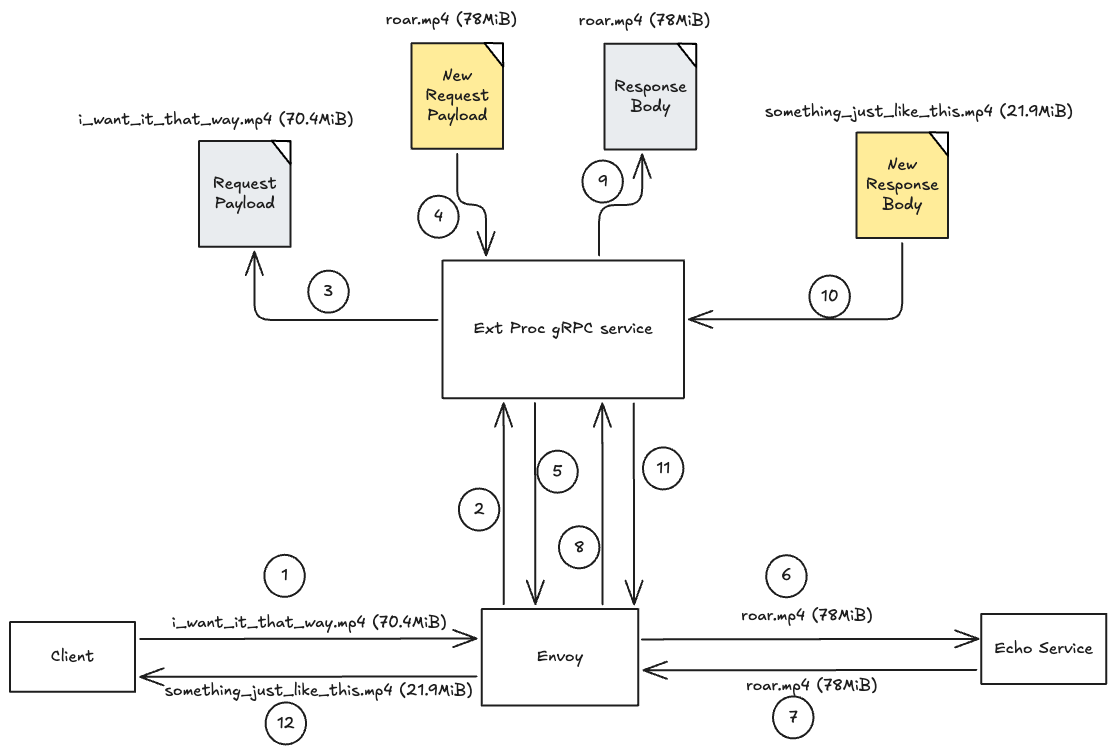 roar.mp4 (78MiB)
roar.mp4 (78MiB)
New
Request
Payload
Response
Body
i_want_it_that_way.mp4 (70.4MiB)
something_just_like_this.mp4 (21.9MiB)
Request
Payload
New
Response
Body
4
9
3
10
Ext Proc gRPC service
5
11
2
8
1
6
i_want_it_that_way.mp4 (70.4MiB)
roar.mp4 (78MiB)
Client
Envoy
Echo Service
something_just_like_this.mp4 (21.9MiB)
roar.mp4 (78MiB)
12
7